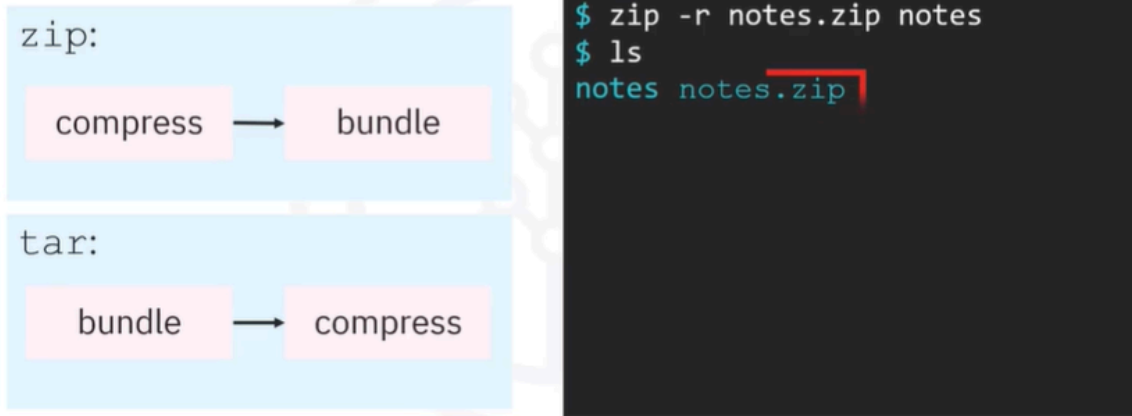 zip:
compress
bundle
tar:
bundle
compress
$ zip -r notes.zip notes
$ ls
notes notes.zip